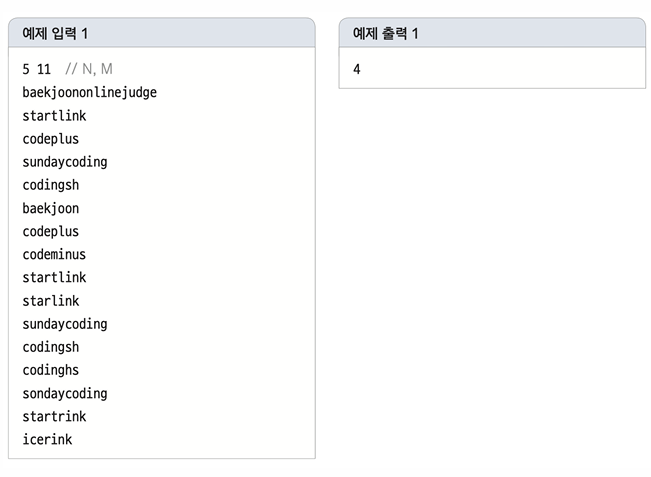 예제 입력 1
5 11 // N, M
baekjoononlinejudge
startlink
codeplus
sundaycoding
codingsh
baekjoon
codeplus
codeminus
startlink
starlink
sundaycoding
codingsh
codinghs
sondaycoding
startrink
icerink
예제 출력 1
4